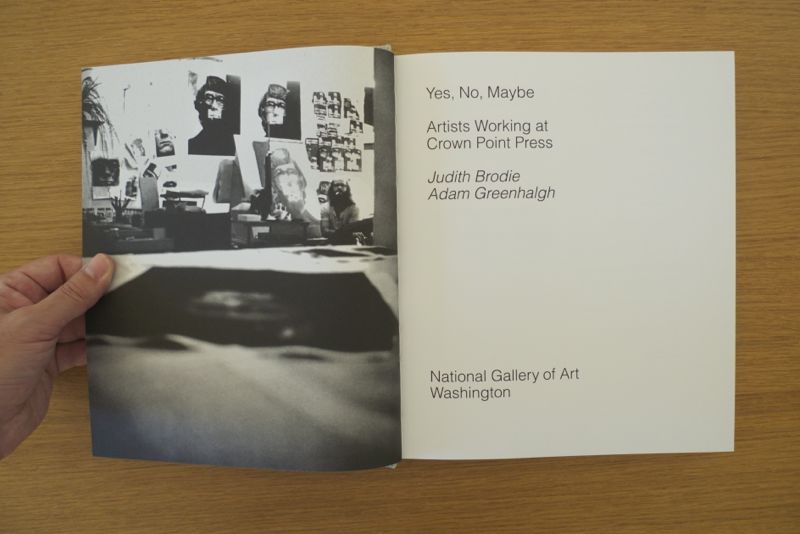 Yes, No, Maybe
Artists Working at
Crown Point Press
Judith Brodie
Adam Greenhalgh
National Gallery of Art
Washington